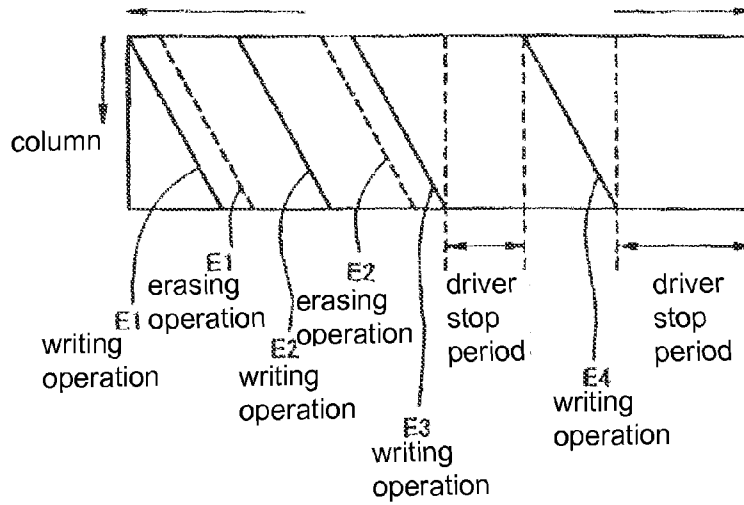 column
E1
writing
operation
E1
erasing
operation
E2
writing
operation
E2
erasing
operation
E3
writing
operation
driver
stop
period
E4
writing
operation
driver
stop
period